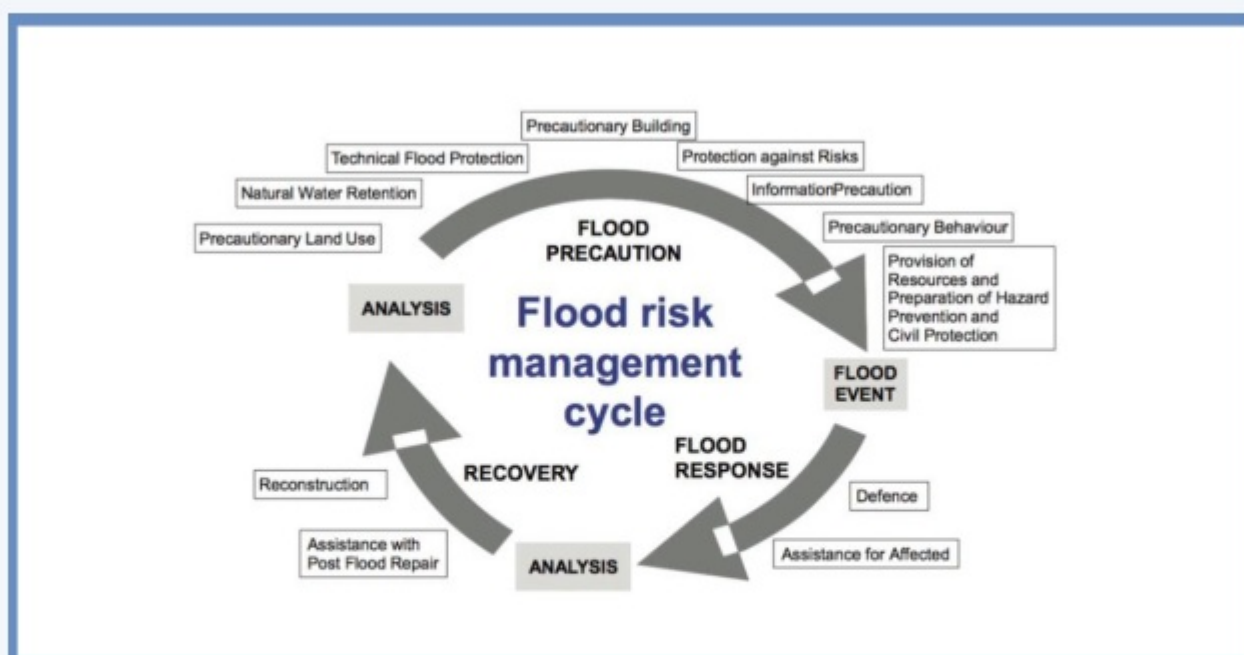 Precautionary Building
Technical Flood Protection
Protection against Risks
Natural Water Retention
InformationPrecaution
Precautionary Land Use
Precautionary Behaviour
FLOOD
PRECAUTION
Provision of
Resources and
Preparation of Hazard
Prevention and
Civil Protection
ANALYSIS
Flood risk
management
cycle
FLOOD
EVENT
FLOOD
RESPONSE
RECOVERY
Reconstruction
Defence
Assistance with
Post Flood Repair
Assistance for Affected
ANALYSIS